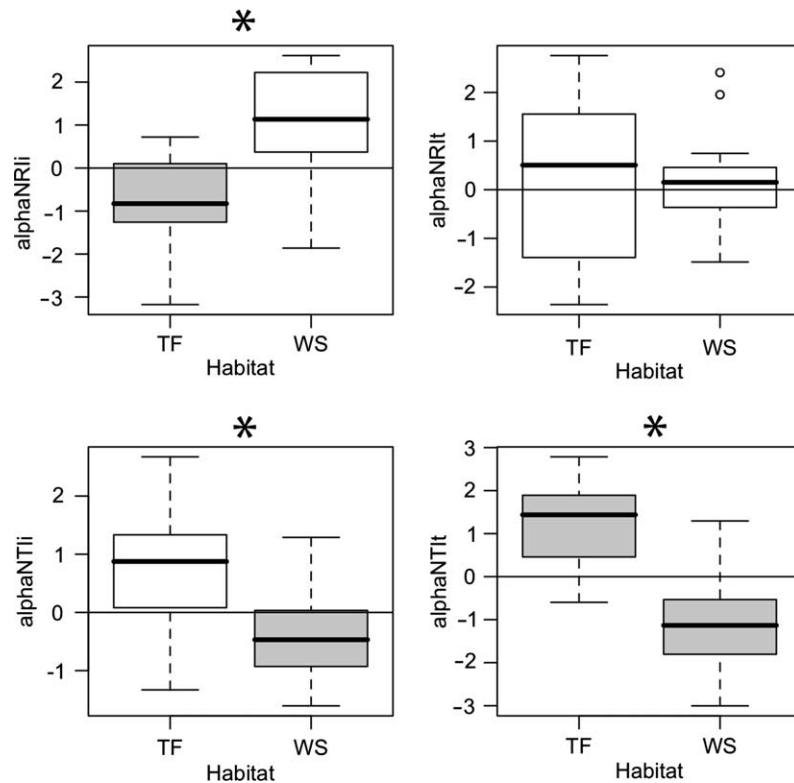 *
alphaNRIi
2
1
0
−1
−2
−3
TF
WS
Habitat
alphaNRIt
2
1
0
−1
−2
TF
WS
Habitat
*
alphaNTIi
2
1
0
-1
TF
WS
Habitat
*
alphaNTIt
3
2
1
0
−1
−2
−3
TF
WS
Habitat